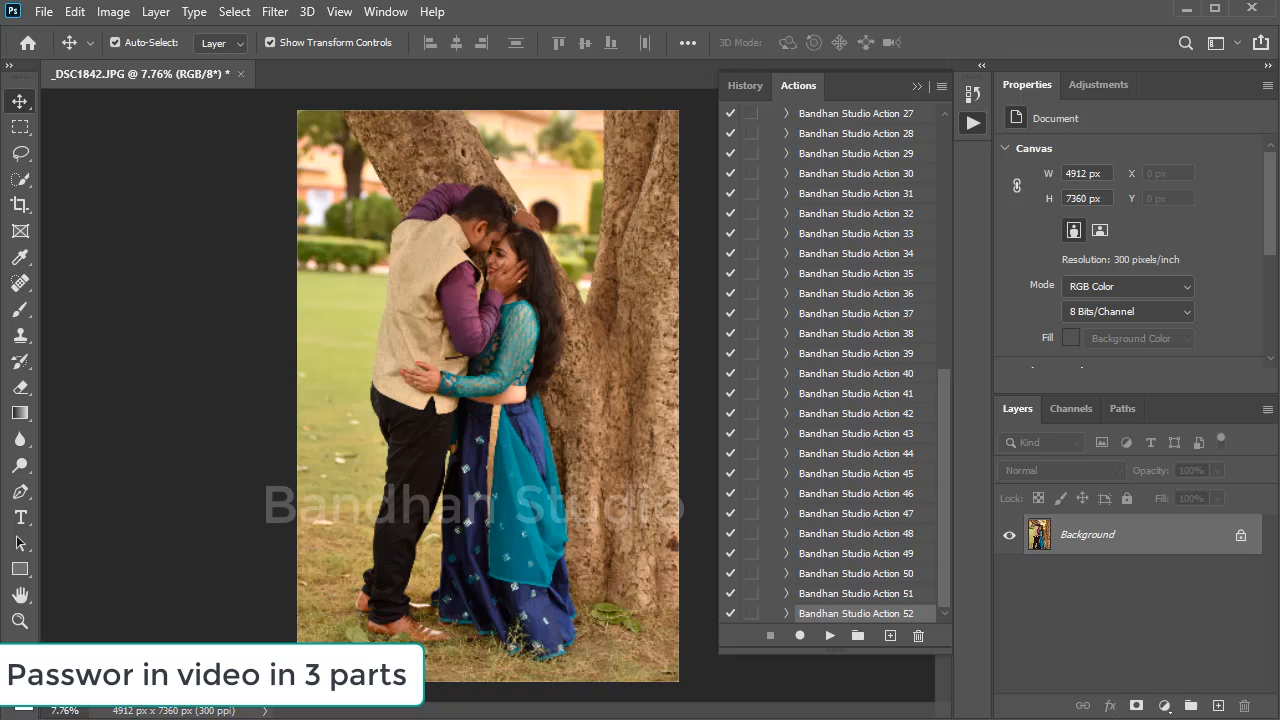 Ps File Edit Image Layer Type Select Filter 3D View Window Help
Auto-Select: Layer Show Transform Controls 3D Mode:
_DSC1842.JPG @ 7.76% (RGB/8*) * ×
History Actions
Bandhan Studio Action 27
Bandhan Studio Action 28
Bandhan Studio Action 29
Bandhan Studio Action 30
Bandhan Studio Action 31
Bandhan Studio Action 32
Bandhan Studio Action 33
Bandhan Studio Action 34
Bandhan Studio Action 35
Bandhan Studio Action 36
Bandhan Studio Action 37
Bandhan Studio Action 38
Bandhan Studio Action 39
Bandhan Studio Action 40
Bandhan Studio Action 41
Bandhan Studio Action 42
Bandhan Studio Action 43
Bandhan Studio Action 44
Bandhan Studio Action 45
Bandhan Studio Action 46
Bandhan Studio Action 47
Bandhan Studio Action 48
Bandhan Studio Action 49
Bandhan Studio Action 50
Bandhan Studio Action 51
Bandhan Studio Action 52
Properties Adjustments
Document
Canvas
W 4912 px X 0 px
H 7360 px Y 0 px
Resolution: 300 pixels/inch
Mode RGB Color
8 Bits/Channel
Fill Background Color
Layers Channels Paths
Kind
Normal Opacity: 100%
Lock: Fill: 100%
Background
Bandhan Studio
Passwor in video in 3 parts
7.76% 4912 px x 7360 px (300 ppi)